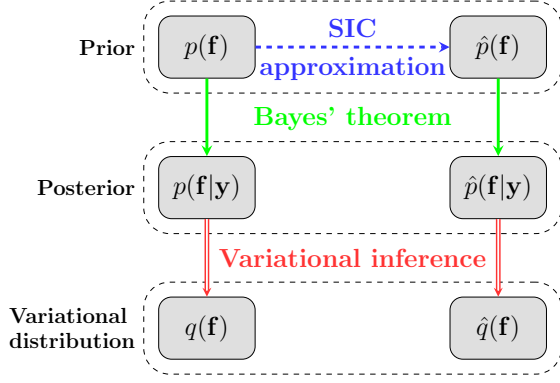 SIC
Prior p(f) p̂(f)
approximation
Bayes' theorem
Posterior p(f|y) p̂(f|y)
Variational inference
Variational
distribution
q(f) q̂(f)